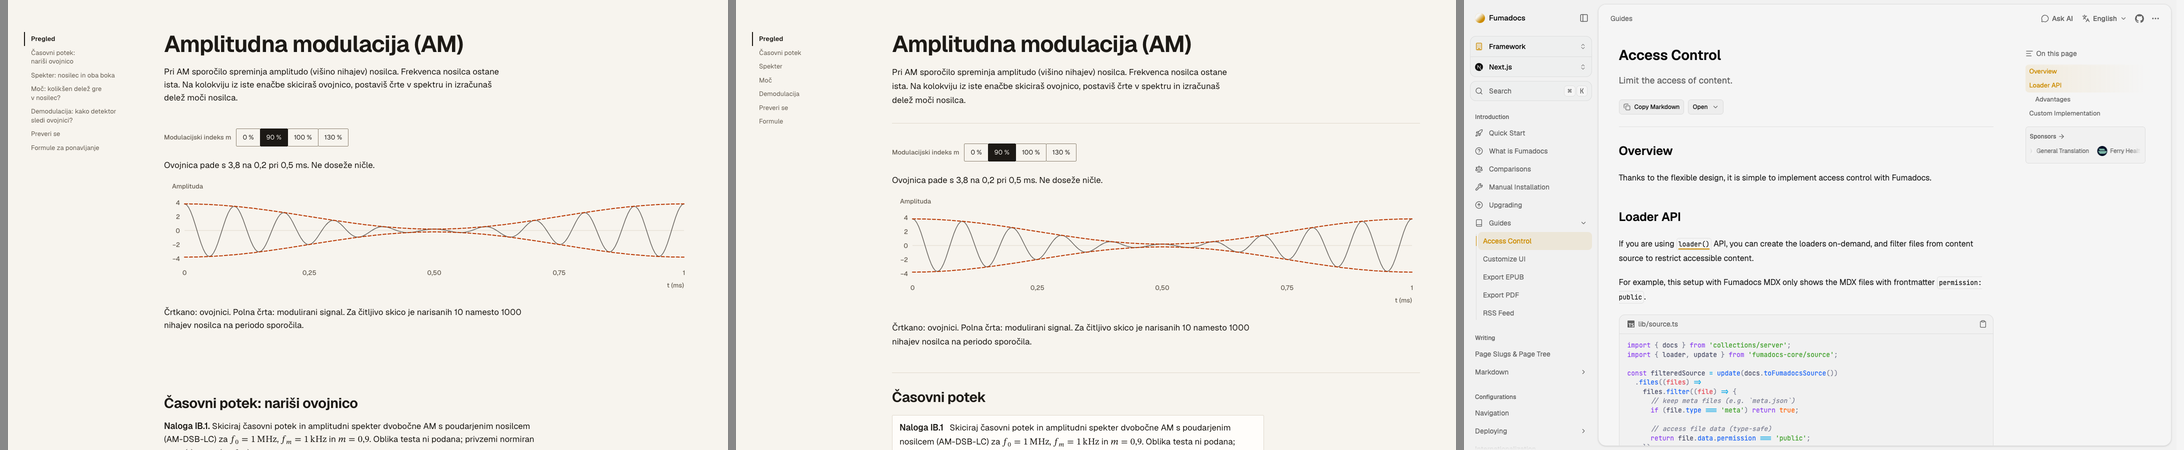 Pregled
Časovni potek:
nariši ovojnico
Spekter: nosilec in oba boka
Moč: kolikšen delež gre
v nosilec?
Demodulacija: kako detektor
sledi ovojnici?
Preveri se
Formule za ponavljanje
Amplitudna modulacija (AM)
Pri AM sporočilo spreminja amplitudo (višino nihajev) nosilca. Frekvenca nosilca ostane
ista. Na kolokviju iz iste enačbe skiciraš ovojnico, postaviš črte v spektru in izračunaš
delež moči nosilca.
Modulacijski indeks m
0 %
90 %
100 %
130 %
Ovojnica pade s 3,8 na 0,2 pri 0,5 ms. Ne doseže ničle.
Amplituda
4
2
0
−2
−4
0
0,25
0,50
0,75
1
t (ms)
Črtkano: ovojnici. Polna črta: modulirani signal. Za čitljivo skico je narisanih 10 namesto 1000
nihajev nosilca na periodo sporočila.
Časovni potek: nariši ovojnico
Naloga IB.1. Skiciraj časovni potek in amplitudni spekter dvobočne AM s poudarjenim nosilcem
(AM-DSB-LC) za f₀ = 1 MHz, fₘ = 1 kHz in m = 0,9. Oblika testa ni podana; privzemi normiran
Pregled
Časovni potek
Spekter
Moč
Demodulacija
Preveri se
Formule
Amplitudna modulacija (AM)
Pri AM sporočilo spreminja amplitudo (višino nihajev) nosilca. Frekvenca nosilca ostane
ista. Na kolokviju iz iste enačbe skiciraš ovojnico, postaviš črte v spektru in izračunaš
delež moči nosilca.
Modulacijski indeks m
0 %
90 %
100 %
130 %
Ovojnica pade s 3,8 na 0,2 pri 0,5 ms. Ne doseže ničle.
Amplituda
4
2
0
−2
−4
0
0,25
0,50
0,75
1
t (ms)
Črtkano: ovojnici. Polna črta: modulirani signal. Za čitljivo skico je narisanih 10 namesto 1000
nihajev nosilca na periodo sporočila.
Časovni potek
Naloga IB.1 Skiciraj časovni potek in amplitudni spekter dvobočne AM s poudarjenim
nosilcem (AM-DSB-LC) za f₀ = 1 MHz, fₘ = 1 kHz in m = 0,9. Oblika testa ni podana;
Fumadocs
Framework
Next.js
Search
⌘
K
Introduction
Quick Start
What is Fumadocs
Comparisons
Manual Installation
Upgrading
Guides
Access Control
Customize UI
Export EPUB
Export PDF
RSS Feed
Writing
Page Slugs & Page Tree
Markdown
Configurations
Navigation
Deploying
Guides
Ask AI
English
Access Control
Limit the access of content.
Copy Markdown
Open
Overview
Thanks to the flexible design, it is simple to implement access control with Fumadocs.
Loader API
If you are using loader() API, you can create the loaders on-demand, and filter files from content
source to restrict accessible content.
For example, this setup with Fumadocs MDX only shows the MDX files with frontmatter permission:
public.
lib/source.ts
import { docs } from 'collections/server';
import { loader, update } from 'fumadocs-core/source';
const filteredSource = update(docs.toFumadocsSource())
.files((files) =>
files.filter((file) => {
// keep meta files (e.g. `meta.json`)
if (file.type === 'meta') return true;
// access file data (type-safe)
return file.data.permission === 'public';
On this page
Overview
Loader API
Advantages
Custom Implementation
Sponsors →
General Translation
Ferry Heal